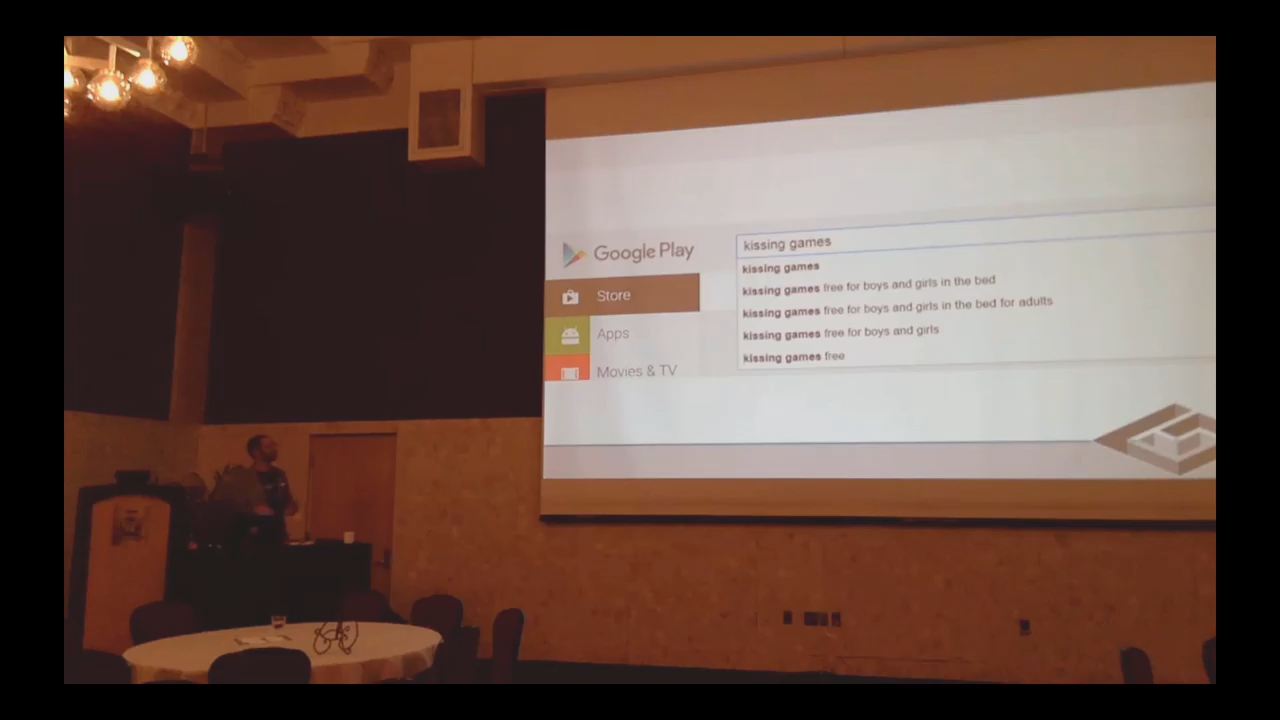 Google Play
Store
Apps
Movies & TV
kissing games
kissing games
kissing games free for boys and girls in the bed
kissing games free for boys and girls in the bed for adults
kissing games free for boys and girls
kissing games free